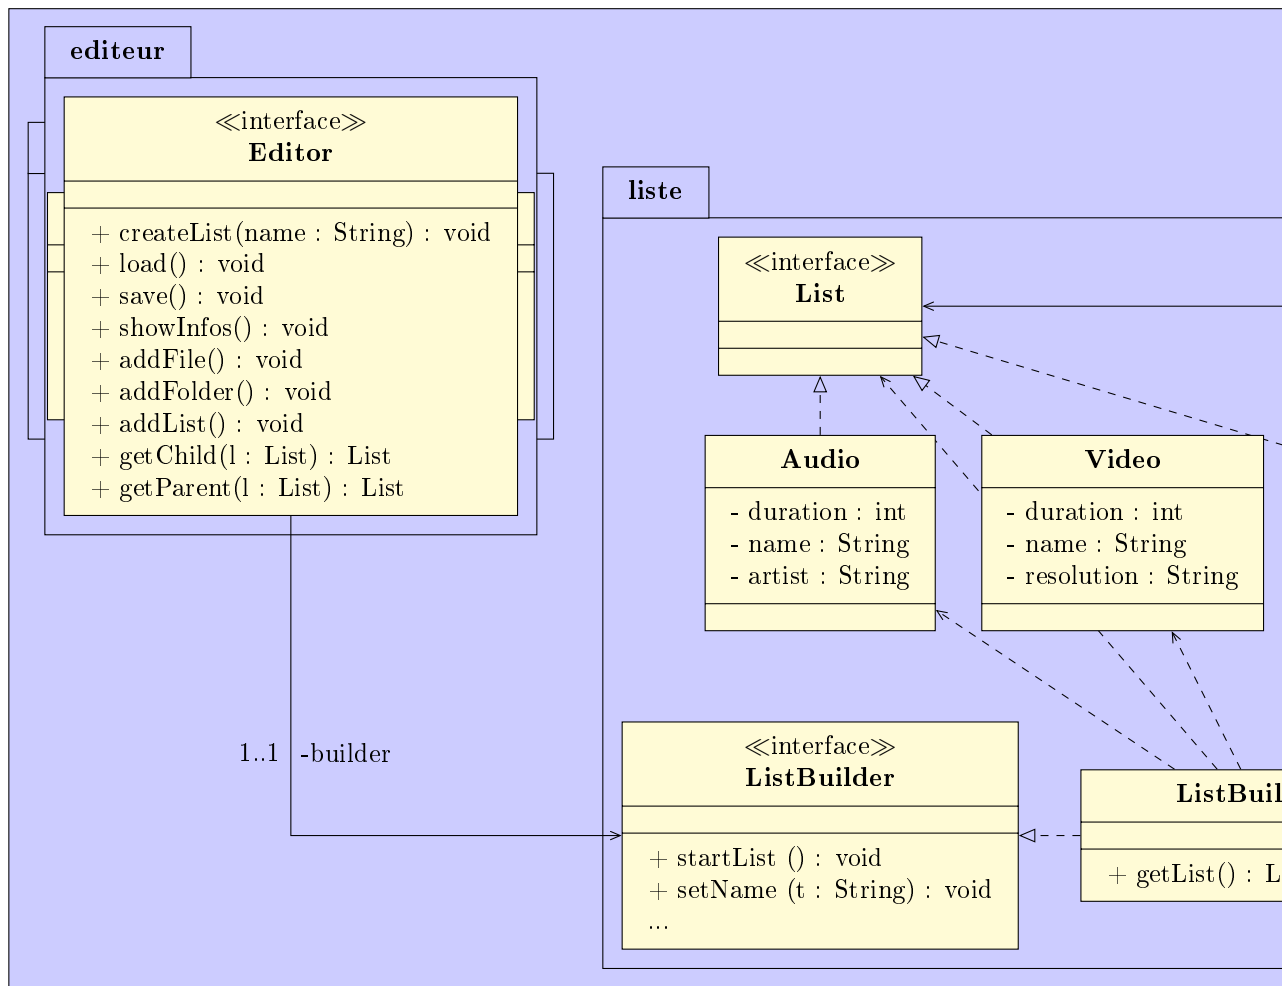 editeur
≪interface≫
Editor
+ createList(name : String) : void
+ load() : void
+ save() : void
+ showInfos() : void
+ addFile() : void
+ addFolder() : void
+ addList() : void
+ getChild(l : List) : List
+ getParent(l : List) : List
liste
≪interface≫
List
Audio
- duration : int
- name : String
- artist : String
Video
- duration : int
- name : String
- resolution : String
1..1 -builder
≪interface≫
ListBuilder
+ startList () : void
+ setName (t : String) : void
...
ListBuil
+ getList() : L